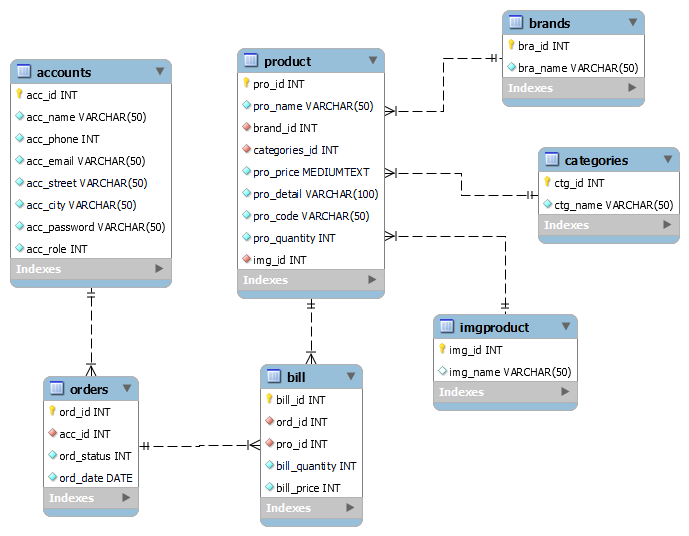 brands
bra_id INT
bra_name VARCHAR(50)
Indexes
product
pro_id INT
pro_name VARCHAR(50)
brand_id INT
categories_id INT
pro_price MEDIUMTEXT
pro_detail VARCHAR(100)
pro_code VARCHAR(50)
pro_quantity INT
img_id INT
Indexes
accounts
acc_id INT
acc_name VARCHAR(50)
acc_phone INT
acc_email VARCHAR(50)
acc_street VARCHAR(50)
acc_city VARCHAR(50)
acc_password VARCHAR(50)
acc_role INT
Indexes
categories
ctg_id INT
ctg_name VARCHAR(50)
Indexes
imgproduct
img_id INT
img_name VARCHAR(50)
Indexes
orders
ord_id INT
acc_id INT
ord_status INT
ord_date DATE
Indexes
bill
bill_id INT
ord_id INT
pro_id INT
bill_quantity INT
bill_price INT
Indexes